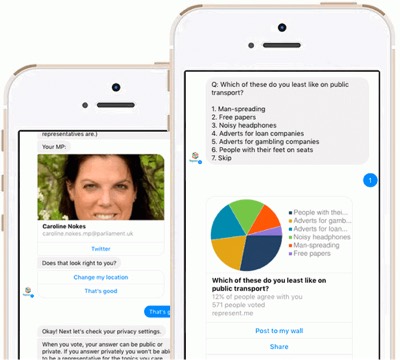 representatives are.)
Your MP:
Caroline Nokes
caroline.nokes.mp@parliament.uk
Twitter
Does that look right to you?
Change my location
That's good
That's g
Okay! Next let's check your privacy settings.
When you vote, your answer can be public or
private. If you answer privately you won't be able
to be a representative for the topics you can
Q: Which of these do you least like on public
transport?
1. Man-spreading
2. Free papers
3. Noisy headphones
4. Adverts for loan companies
5. Adverts for gambling companies
6. People with their feet on seats
7. Skip
1
People with thei...
Adverts for gamb...
Adverts for loan...
Noisy headphones
Man-spreading
Free papers
Which of these do you least like on
public transport?
12% of people agree with you
571 people voted
represent.me
Post to my wall
Share